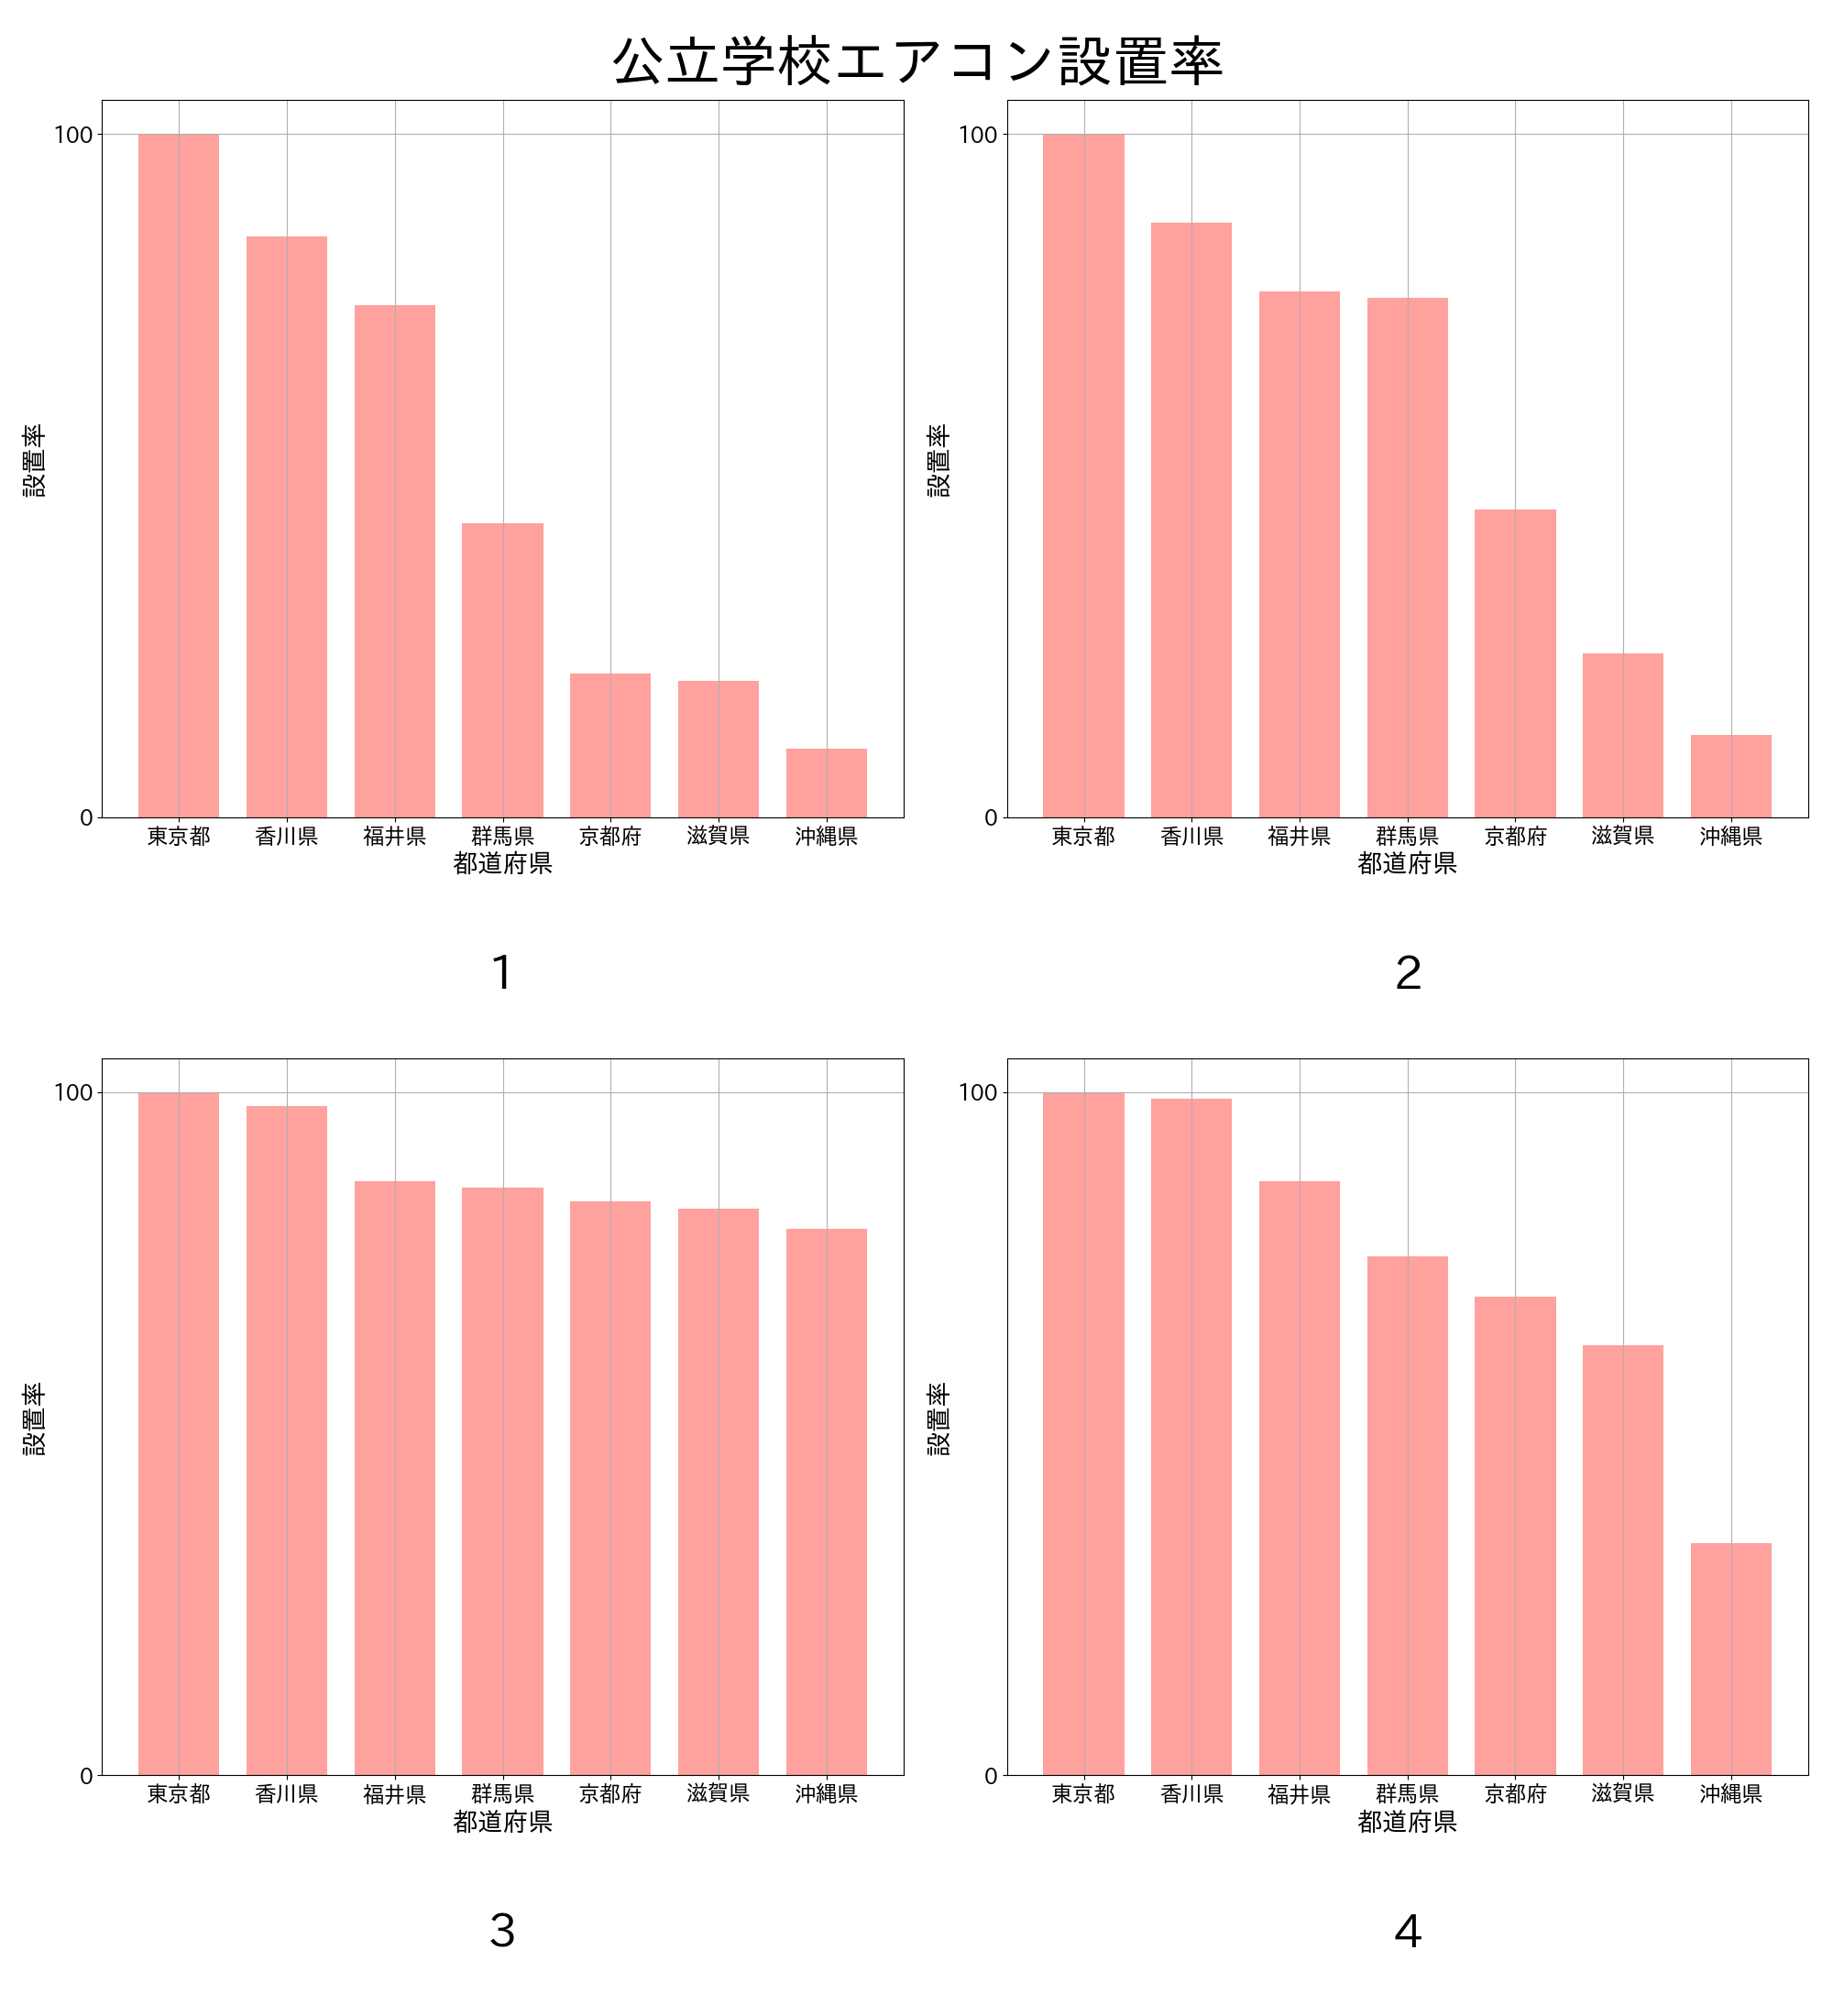 公立学校エアコン設置率
100
0
設置率
東京都 香川県 福井県 群馬県 京都府 滋賀県 沖縄県
都道府県
1
100
0
設置率
東京都 香川県 福井県 群馬県 京都府 滋賀県 沖縄県
都道府県
2
100
0
設置率
東京都 香川県 福井県 群馬県 京都府 滋賀県 沖縄県
都道府県
3
100
0
設置率
東京都 香川県 福井県 群馬県 京都府 滋賀県 沖縄県
都道府県
4